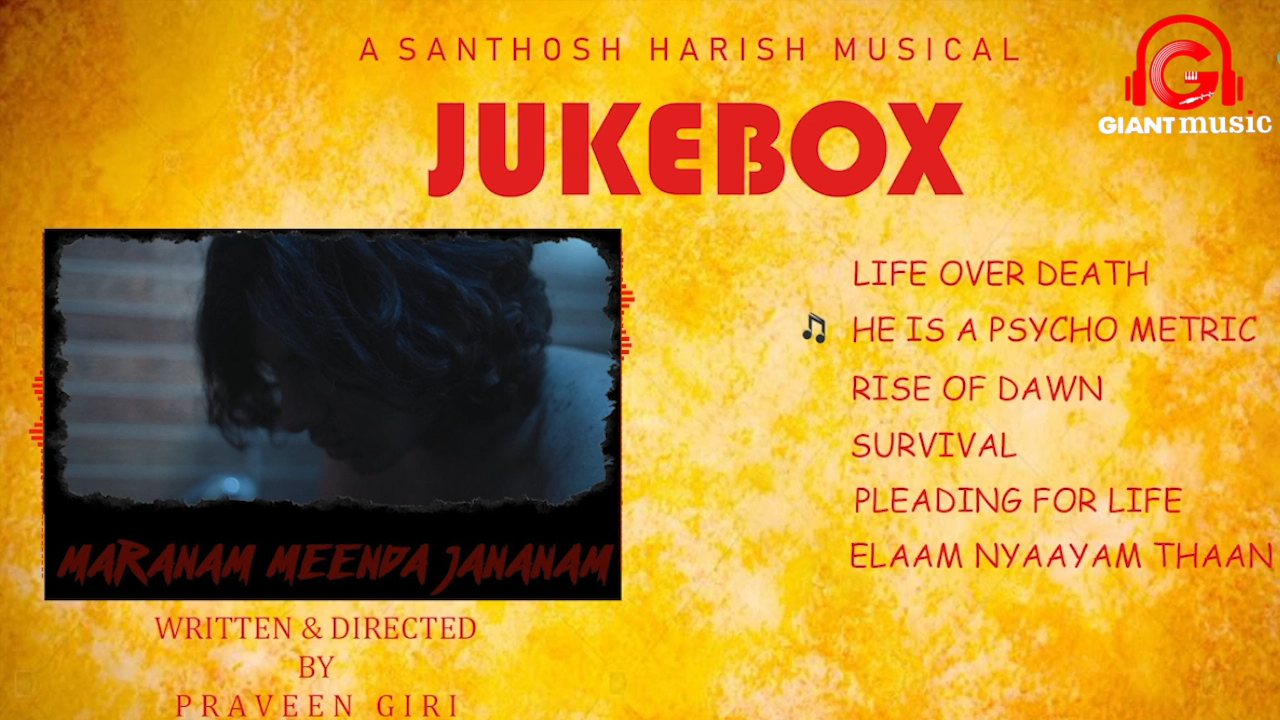 A SANTHOSH HARISH MUSICAL
JUKEBOX
GIANT music
LIFE OVER DEATH
HE IS A PSYCHO METRIC
RISE OF DAWN
SURVIVAL
PLEADING FOR LIFE
ELAAM NYAAYAM THAAN
MARANAM MEENDA JANANAM
WRITTEN & DIRECTED
BY
PRAVEEN GIRI